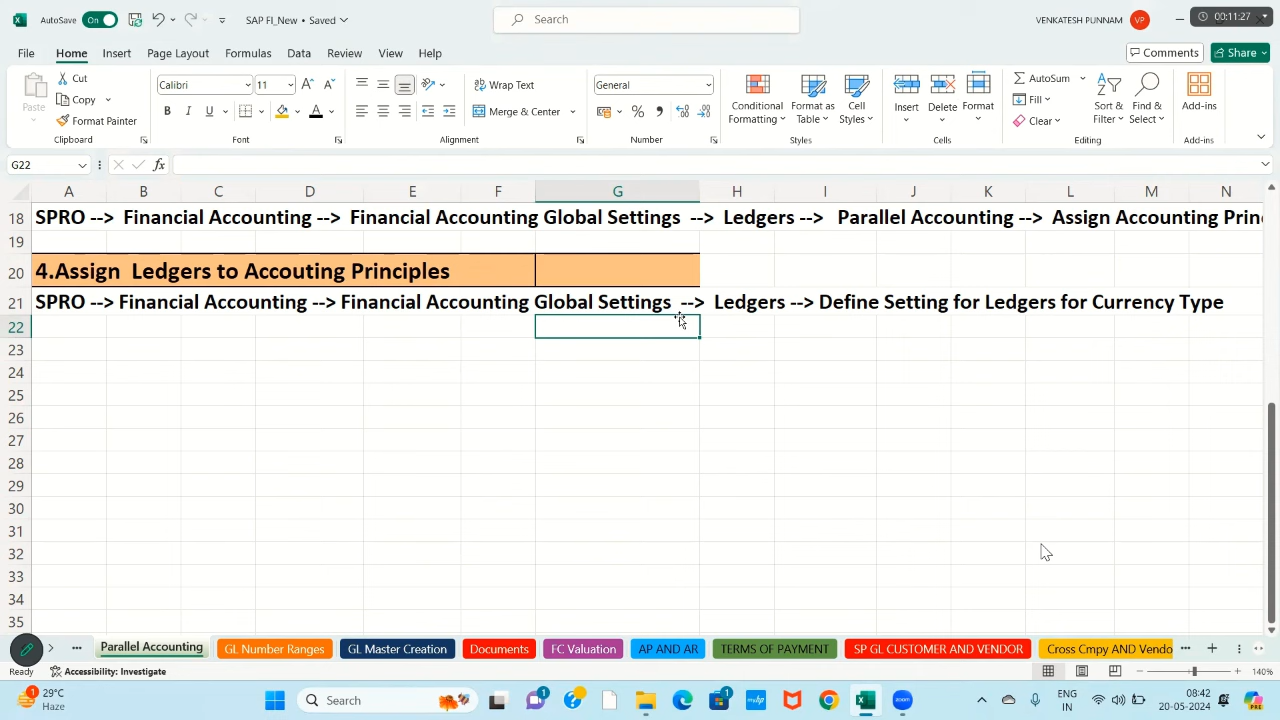 AutoSave On SAP FI_New • Saved Search VENKATESH PUNNAM VP 00:11:27
File Home Insert Page Layout Formulas Data Review View Help Comments Share
Paste Cut Copy Format Painter Clipboard
Calibri 11 B I U A Font
Wrap Text Merge & Center Alignment
General % , Number
Conditional Formatting Format as Table Cell Styles Styles
Insert Delete Format Cells
AutoSum Fill Clear Sort & Filter Find & Select Editing
Add-ins Add-ins
G22 fx
A B C D E F G H I J K L M N
18 SPRO --> Financial Accounting --> Financial Accounting Global Settings --> Ledgers --> Parallel Accounting --> Assign Accounting Prin
19
20 4.Assign Ledgers to Accouting Principles
21 SPRO --> Financial Accounting --> Financial Accounting Global Settings --> Ledgers --> Define Setting for Ledgers for Currency Type
22
23
24
25
26
27
28
29
30
31
32
33
34
35
Parallel Accounting GL Number Ranges GL Master Creation Documents FC Valuation AP AND AR TERMS OF PAYMENT SP GL CUSTOMER AND VENDOR Cross Cmpy AND Vendo
Ready Accessibility: Investigate 140%
1 29°C Search 1 1 zoom ENG 08:42
Haze IN 20-05-2024